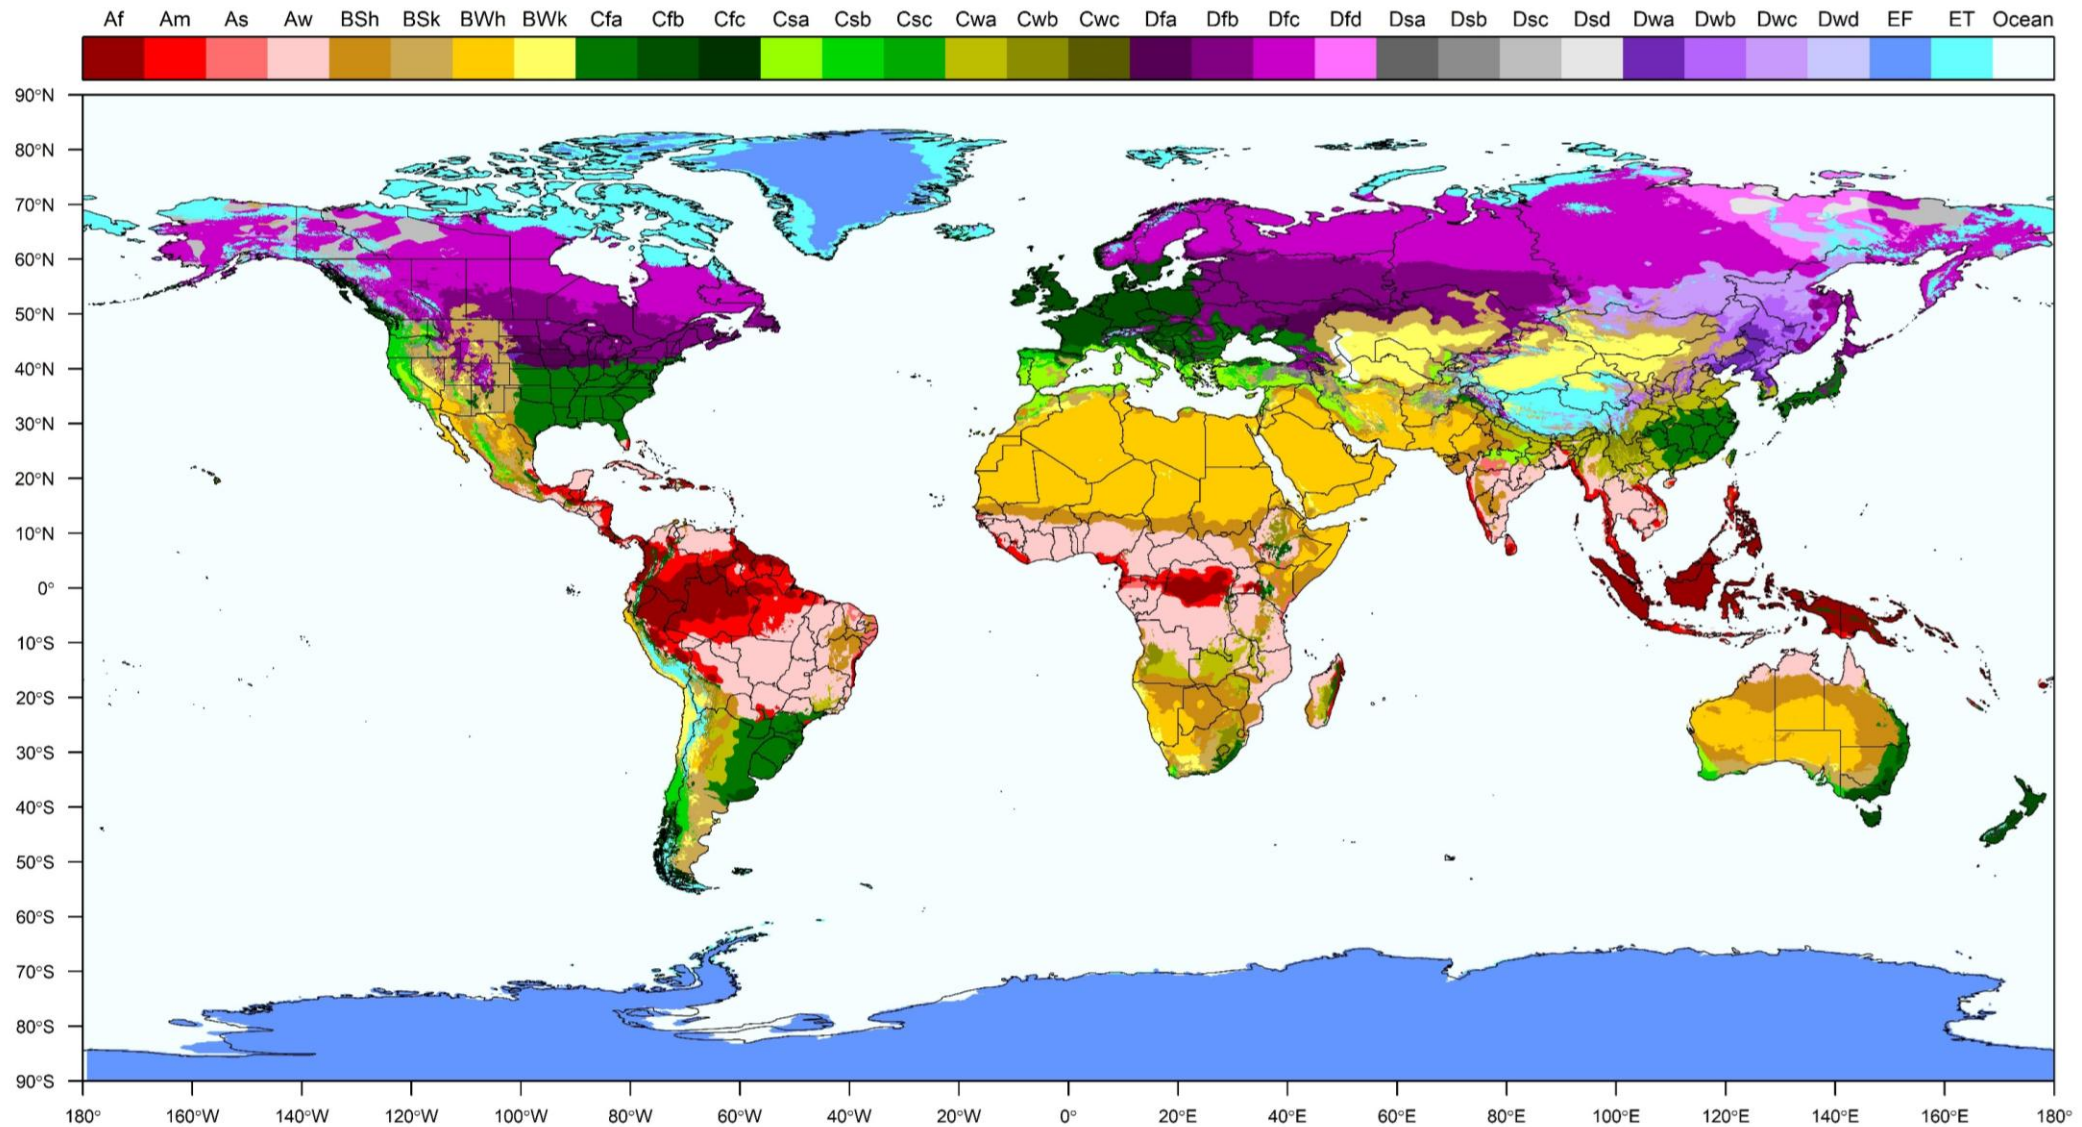 Af Am As Aw BSh BSk BWh BWk Cfa Cfb Cfc Csa Csb Csc Cwa Cwb Cwc Dfa Dfb Dfc Dfd Dsa Dsb Dsc Dsd Dwa Dwb Dwc Dwd EF ET Ocean
90°N
80°N
70°N
60°N
50°N
40°N
30°N
20°N
10°N
0°
10°S
20°S
30°S
40°S
50°S
60°S
70°S
80°S
90°S
180° 160°W 140°W 120°W 100°W 80°W 60°W 40°W 20°W 0° 20°E 40°E 60°E 80°E 100°E 120°E 140°E 160°E 180°